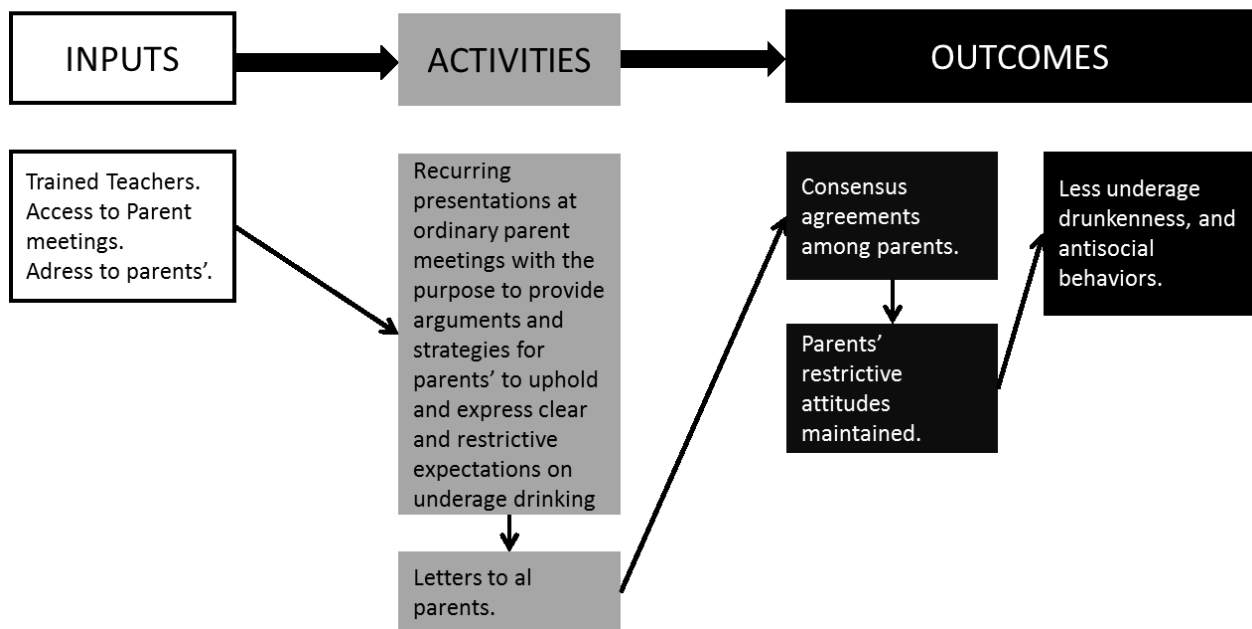 INPUTS
ACTIVITIES
OUTCOMES
Trained Teachers.
Access to Parent
meetings.
Adress to parents’.
Recurring
presentations at
ordinary parent
meetings with the
purpose to provide
arguments and
strategies for
parents’ to uphold
and express clear
and restrictive
expectations on
underage drinking
Letters to al
parents.
Consensus
agreements
among parents.
Parents’
restrictive
attitudes
maintained.
Less underage
drunkenness, and
antisocial
behaviors.